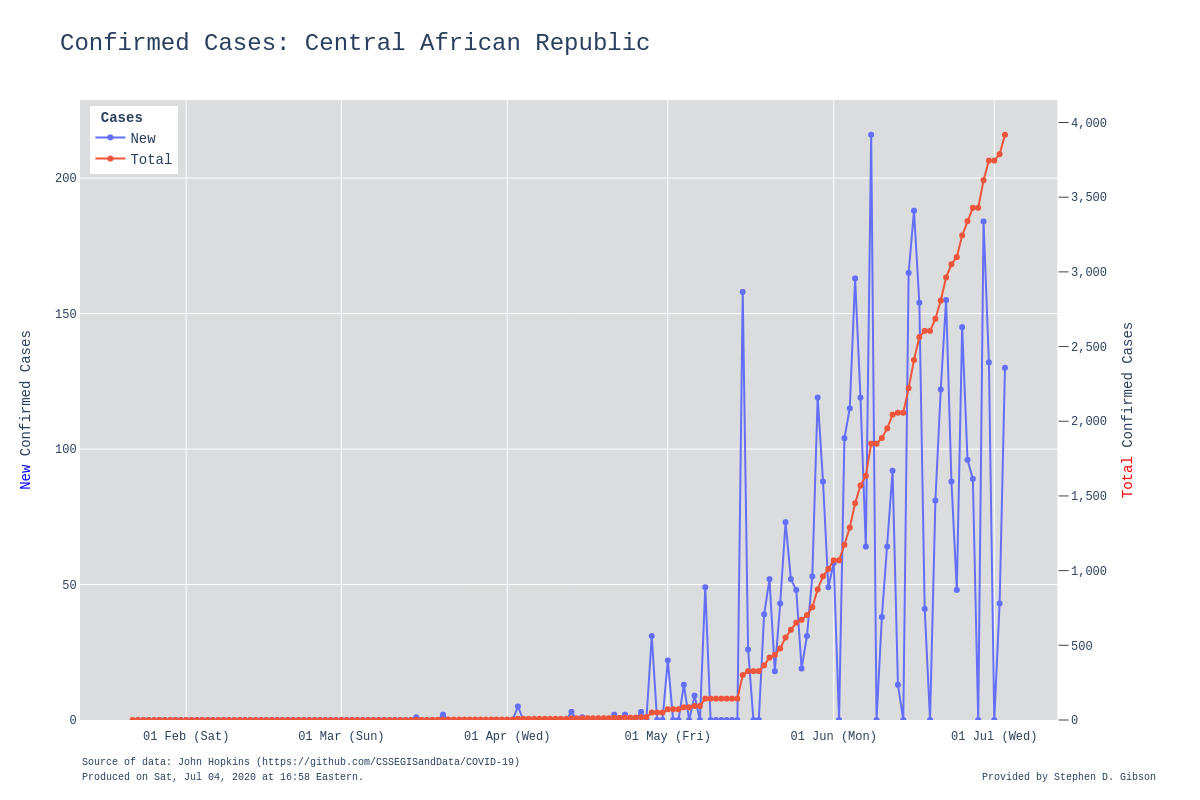 Confirmed Cases: Central African Republic
Cases
New
Total
200
150
100
50
0
4,000
3,500
3,000
2,500
2,000
1,500
1,000
500
0
New Confirmed Cases
Total Confirmed Cases
01 Feb (Sat) 01 Mar (Sun) 01 Apr (Wed) 01 May (Fri) 01 Jun (Mon) 01 Jul (Wed)
Source of data: John Hopkins (https://github.com/CSSEGISandData/COVID-19)
Produced on Sat, Jul 04, 2020 at 16:58 Eastern.
Provided by Stephen D. Gibson